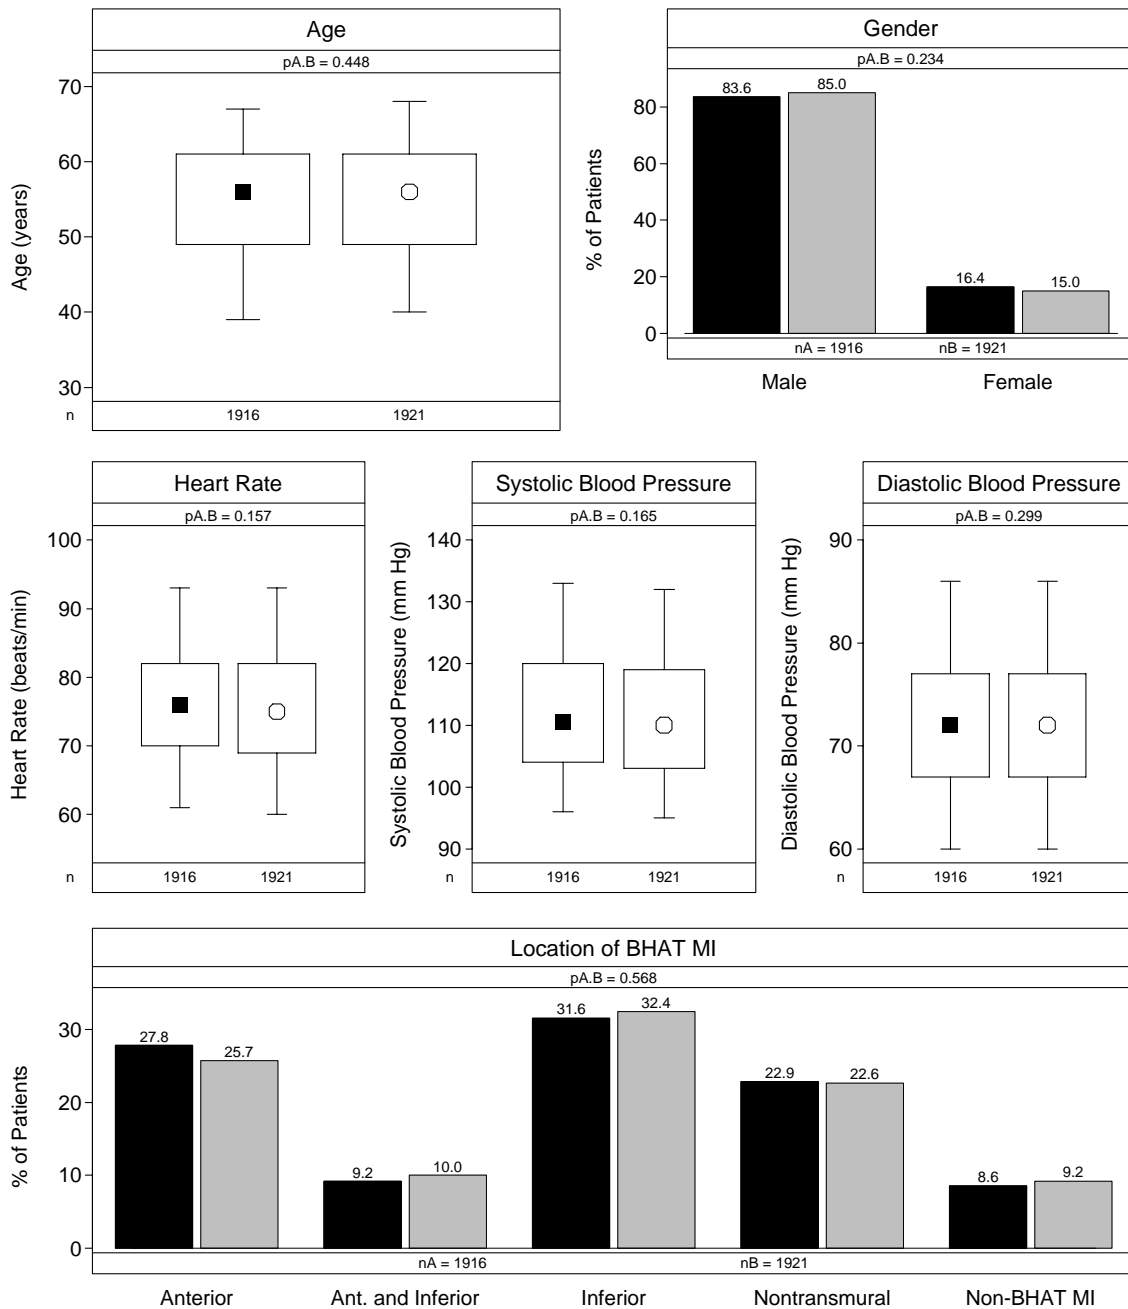 Age
pA.B = 0.448
Age (years)
70
60
50
40
30
n
1916
1921
Gender
pA.B = 0.234
% of Patients
80
60
40
20
0
83.6
85.0
16.4
15.0
nA = 1916
nB = 1921
Male
Female
Heart Rate
pA.B = 0.157
Heart Rate (beats/min)
100
90
80
70
60
n
1916
1921
Systolic Blood Pressure
pA.B = 0.165
Systolic Blood Pressure (mm Hg)
140
130
120
110
100
90
n
1916
1921
Diastolic Blood Pressure
pA.B = 0.299
Diastolic Blood Pressure (mm Hg)
90
80
70
60
n
1916
1921
Location of BHAT MI
pA.B = 0.568
% of Patients
30
20
10
0
27.8
25.7
9.2
10.0
31.6
32.4
22.9
22.6
8.6
9.2
nA = 1916
nB = 1921
Anterior
Ant. and Inferior
Inferior
Nontransmural
Non-BHAT MI